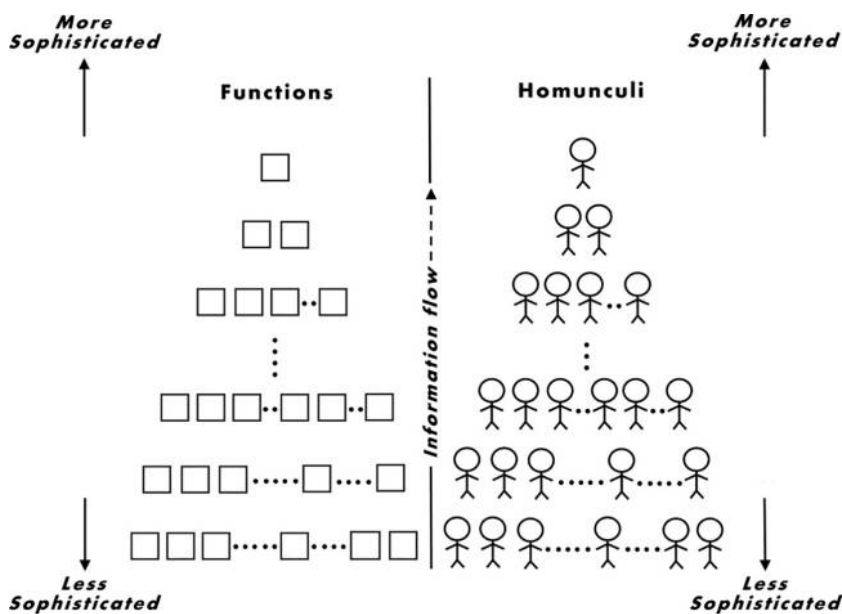 More
Sophisticated
More
Sophisticated
Functions
Homunculi
Information flow
Less
Sophisticated
Less
Sophisticated